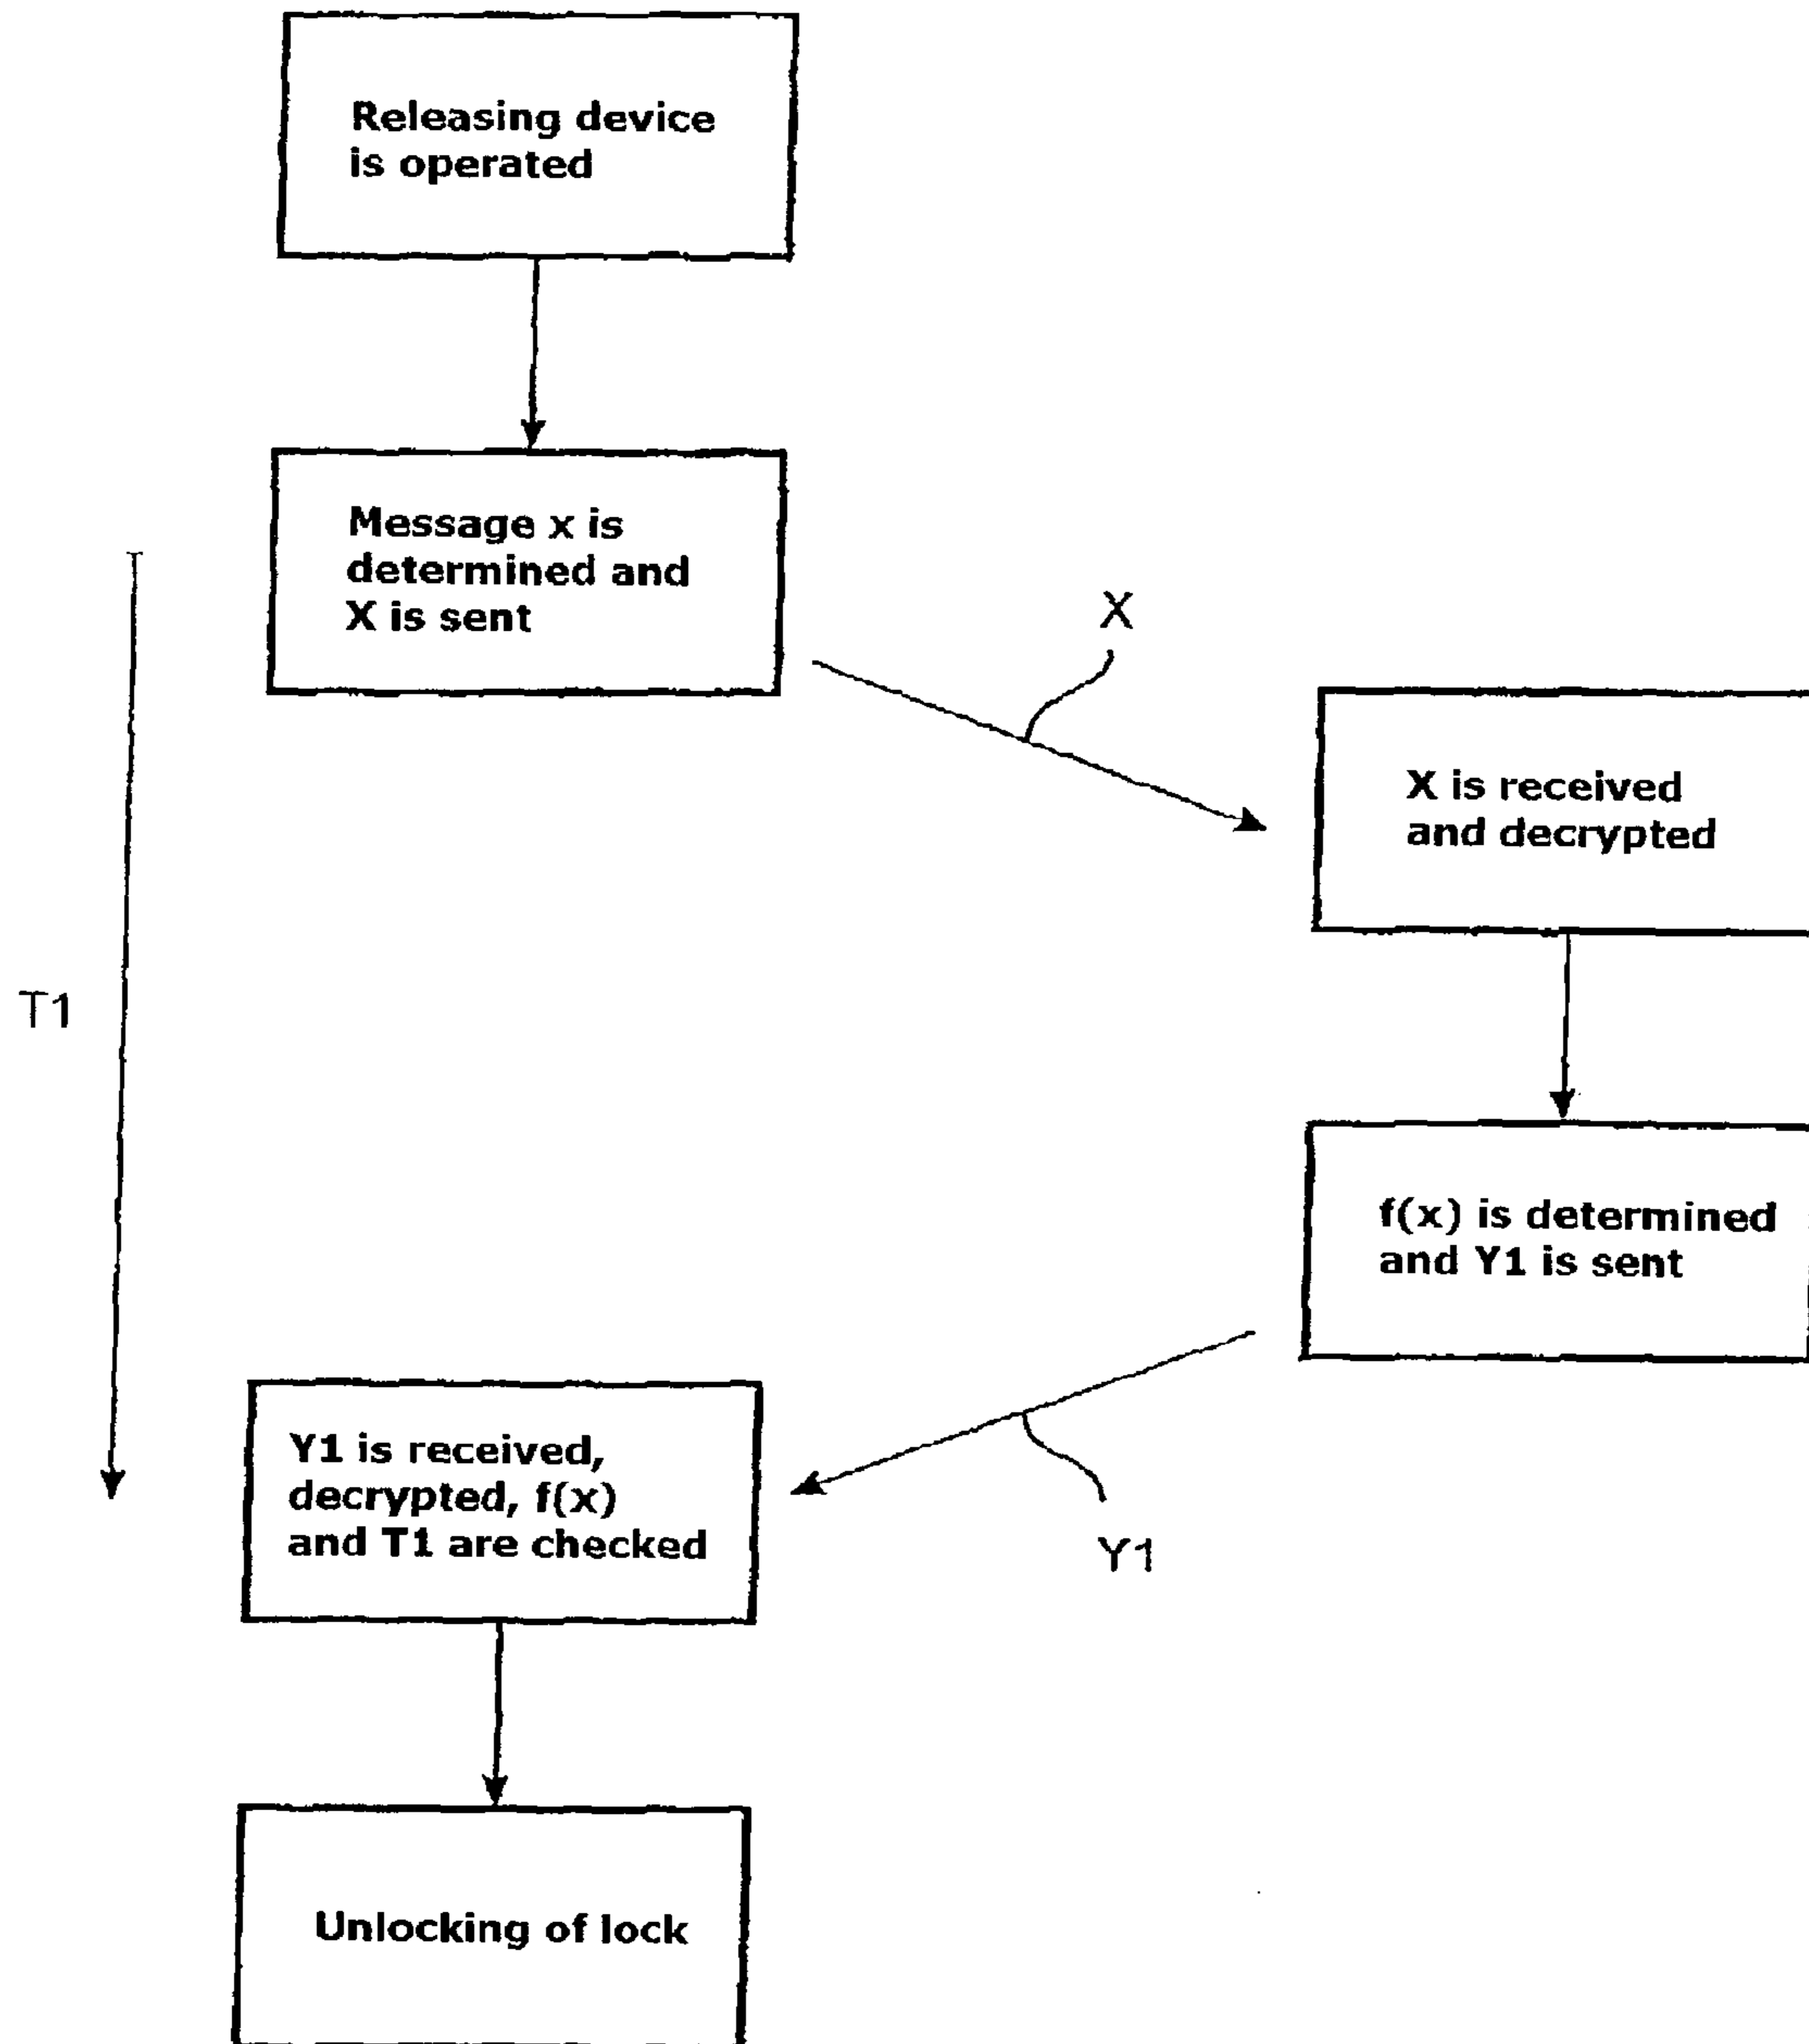 Releasing device
is operated
Message x is
determined and
X is sent
X
X is received
and decrypted
T1
f(x) is determined
and Y1 is sent
Y1 is received,
decrypted, f(x)
and T1 are checked
Y1
Unlocking of lock